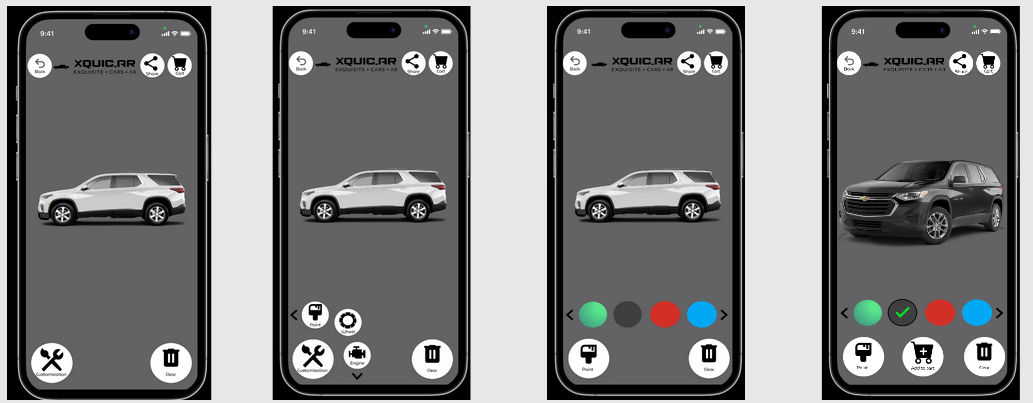 9:41
Back
XQUIC.AR
EXQUISITE • CARS • AR
Share
Cart
Customization
Clear
9:41
Back
XQUIC.AR
EXQUISITE • CARS • AR
Share
Cart
Paint
Wheel
Customization
Engine
Clear
9:41
Back
XQUIC.AR
EXQUISITE • CARS • AR
Share
Cart
Paint
Clear
9:41
Back
XQUIC.AR
EXQUISITE • CARS • AR
Share
Cart
Paint
Add to cart
Clear